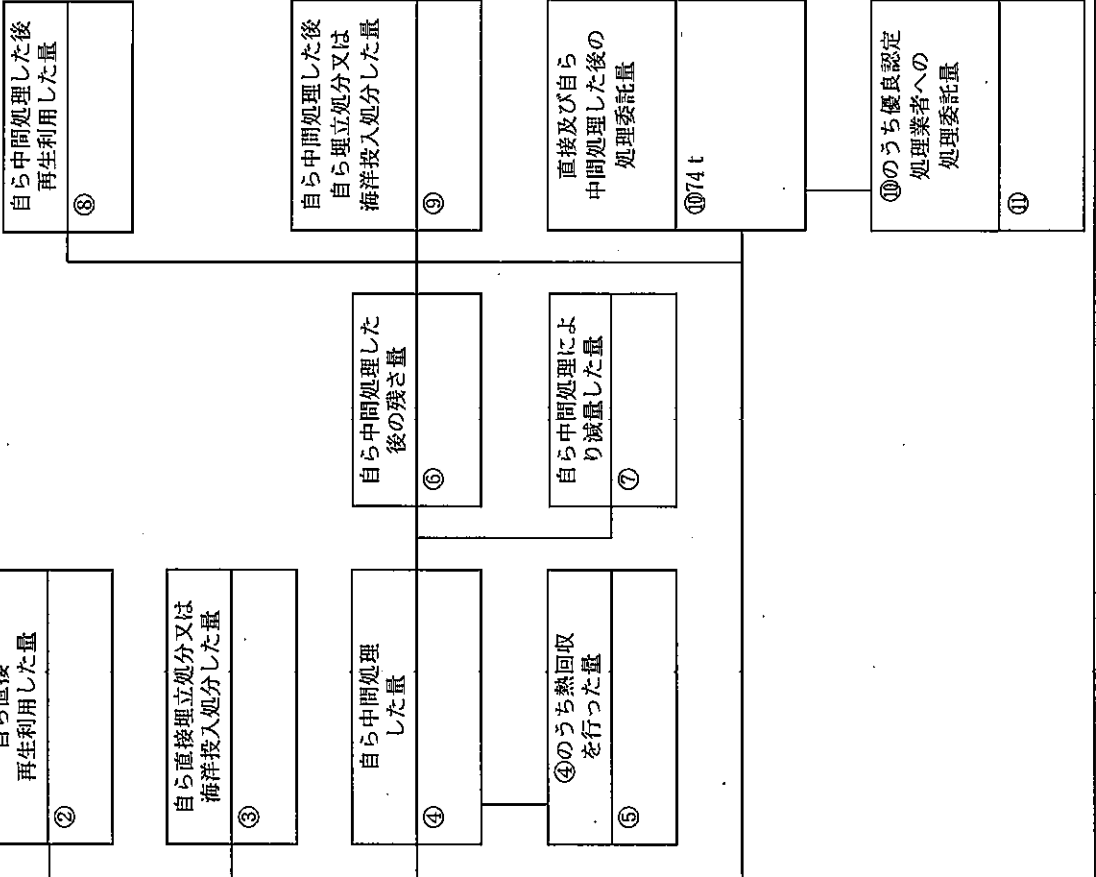 自ら直接
再生利用した量
②
自ら直接埋立処分又は
海洋投入処分した量
③
自ら中間処理
した量
④
④のうち熱回収
を行った量
⑤
自ら中間処理した
後の残さ量
⑥
自ら中間処理によ
り減量した量
⑦
自ら中間処理した後
再生利用した量
⑧
自ら中間処理した後
自ら埋立処分又は
海洋投入処分した量
⑨
直接及び自ら
中間処理した後の
処理委託量
⑩74 t
⑩のうち優良認定
処理業者への
処理委託量
⑪